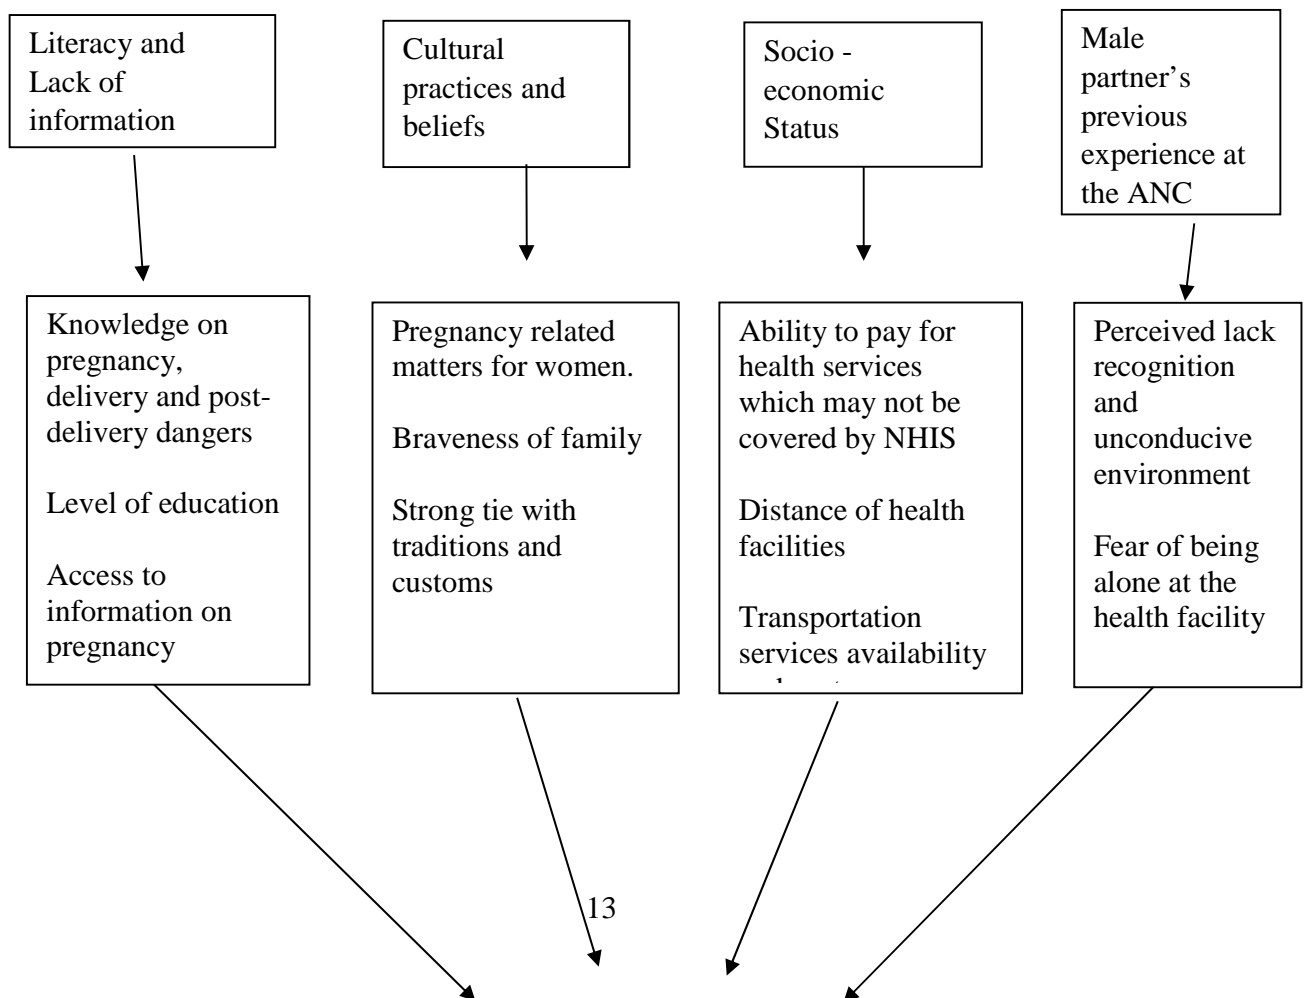 Literacy and
Lack of
information
Cultural
practices and
beliefs
Socio -
economic
Status
Male
partner’s
previous
experience at
the ANC
Knowledge on
pregnancy,
delivery and post-
delivery dangers
Level of education
Access to
information on
pregnancy
Pregnancy related
matters for women.
Braveness of family
Strong tie with
traditions and
customs
Ability to pay for
health services
which may not be
covered by NHIS
Distance of health
facilities
Transportation
services availability
Perceived lack
recognition
and
unconducive
environment
Fear of being
alone at the
health facility
13